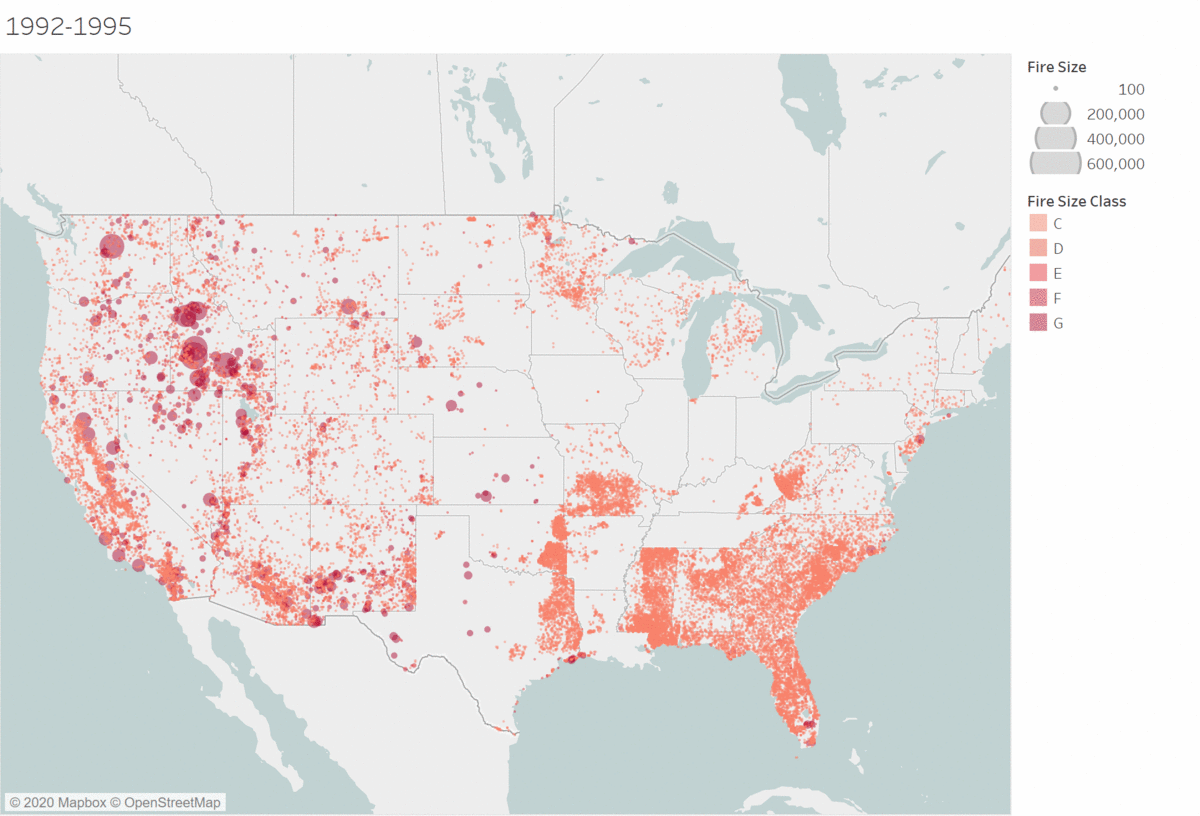 1992-1995
Fire Size
100
200,000
400,000
600,000
Fire Size Class
C
D
E
F
G
© 2020 Mapbox © OpenStreetMap